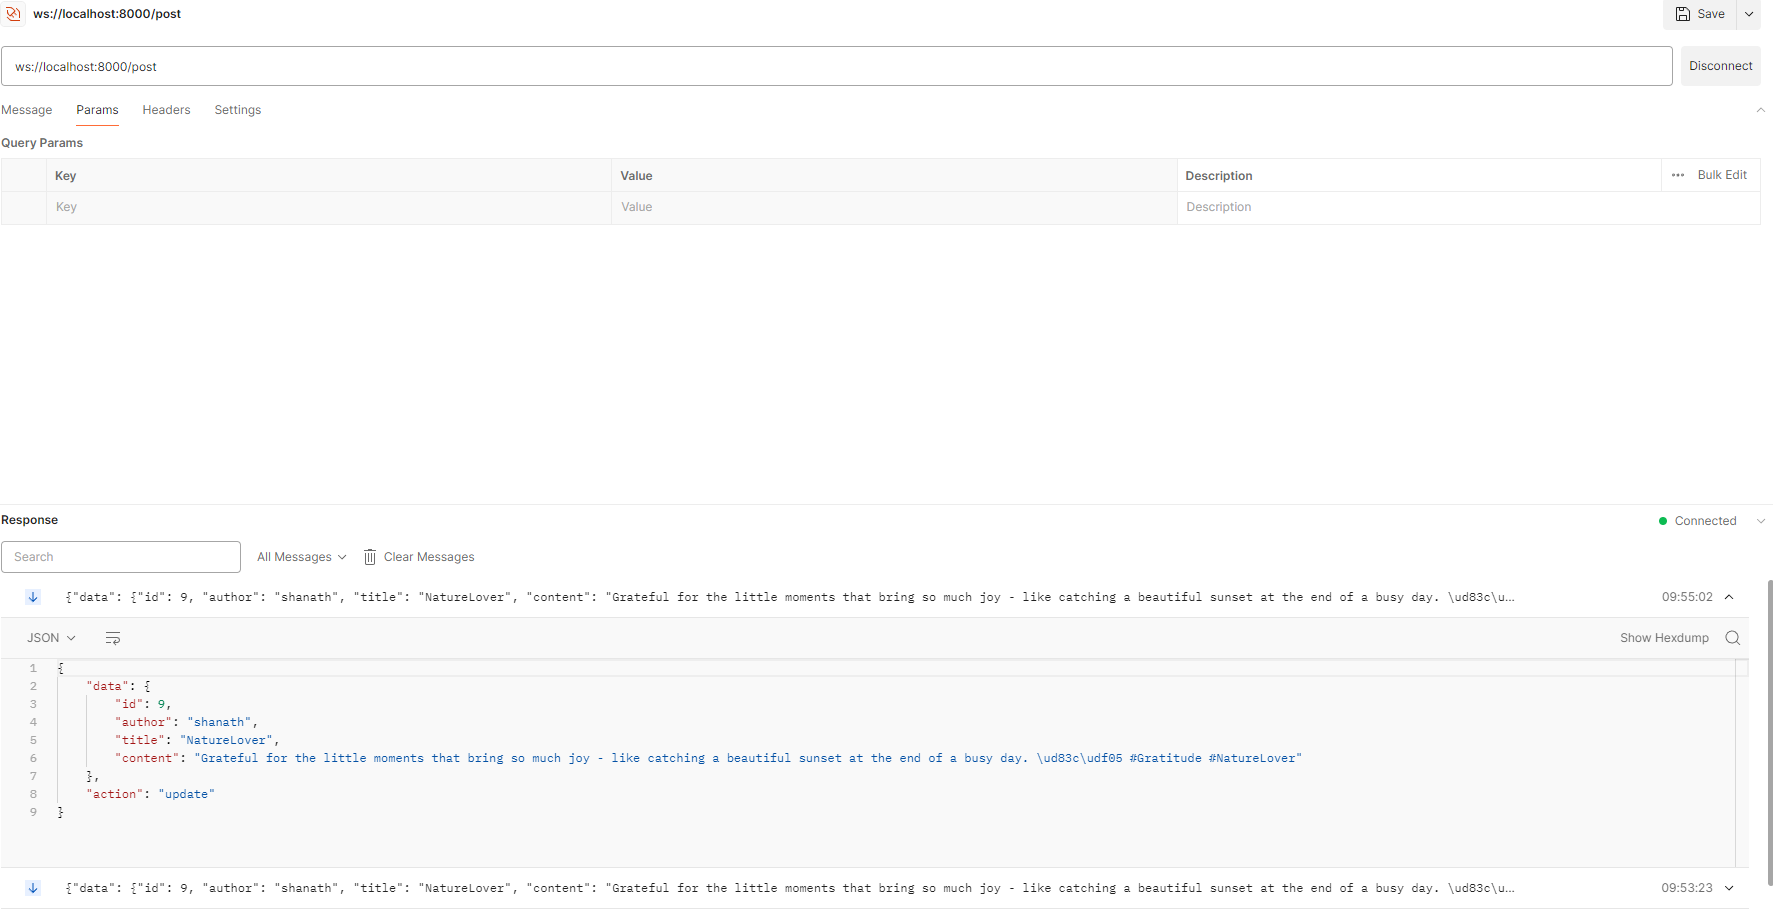 ws://localhost:8000/post
Save
ws://localhost:8000/post
Disconnect
Message Params Headers Settings
Query Params
Key Value Description ••• Bulk Edit
Key Value Description
Response
Connected
Search All Messages Clear Messages
{"data": {"id": 9, "author": "shanath", "title": "NatureLover", "content": "Grateful for the little moments that bring so much joy - like catching a beautiful sunset at the end of a busy day. \ud83c\u... 09:55:02
JSON Show Hexdump
1 {
2 "data": {
3 "id": 9,
4 "author": "shanath",
5 "title": "NatureLover",
6 "content": "Grateful for the little moments that bring so much joy - like catching a beautiful sunset at the end of a busy day. \ud83c\udf05 #Gratitude #NatureLover"
7 },
8 "action": "update"
9 }
{"data": {"id": 9, "author": "shanath", "title": "NatureLover", "content": "Grateful for the little moments that bring so much joy - like catching a beautiful sunset at the end of a busy day. \ud83c\u... 09:53:23